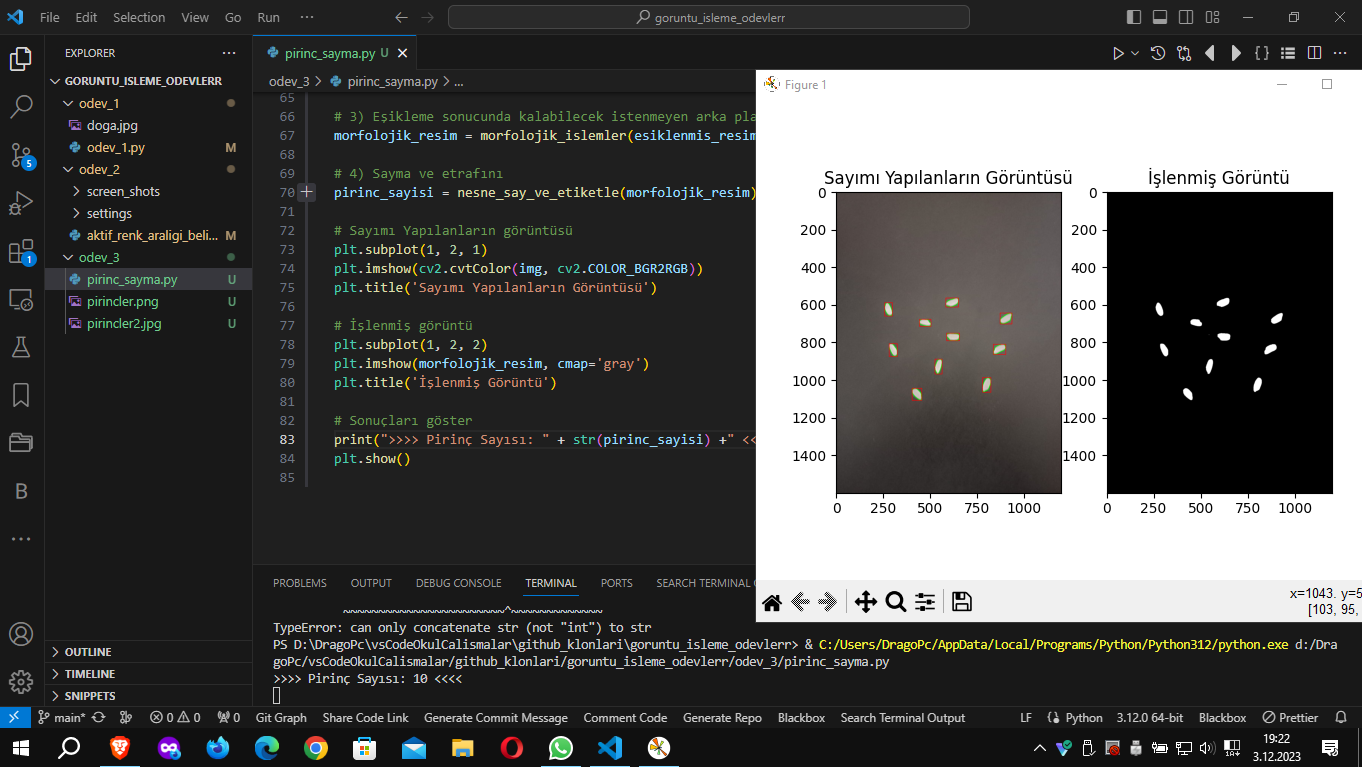 File Edit Selection View Go Run ···
goruntu_isleme_odevlerr
EXPLORER ···
GORUNTU_ISLEME_ODEVLERR
odev_1
doga.jpg
odev_1.py M
odev_2
screen_shots
settings
aktif_renk_araligi_beli... M
odev_3
pirinc_sayma.py U
pirincler.png U
pirincler2.jpg U
OUTLINE
TIMELINE
SNIPPETS
5
1
B
pirinc_sayma.py U
odev_3 > pirinc_sayma.py > ...
65
66 # 3) Eşikleme sonucunda kalabilecek istenmeyen arka pla
67 morfolojik_resim = morfolojik_islemler(esiklenmis_resim
68
69 # 4) Sayma ve etrafını
70 pirinc_sayisi = nesne_say_ve_etiketle(morfolojik_resim)
71
72 # Sayımı Yapılanların görüntüsü
73 plt.subplot(1, 2, 1)
74 plt.imshow(cv2.cvtColor(img, cv2.COLOR_BGR2RGB))
75 plt.title('Sayımı Yapılanların Görüntüsü')
76
77 # İşlenmiş görüntü
78 plt.subplot(1, 2, 2)
79 plt.imshow(morfolojik_resim, cmap='gray')
80 plt.title('İşlenmiş Görüntü')
81
82 # Sonuçları göster
83 print(">>>> Pirinç Sayısı: " + str(pirinc_sayisi) +" <<
84 plt.show()
85
Figure 1
Sayımı Yapılanların Görüntüsü
0
200
400
600
800
1000
1200
1400
0 250 500 750 1000
İşlenmiş Görüntü
0
200
400
600
800
1000
1200
1400
0 250 500 750 1000
x=1043. y=5
[103, 95,
PROBLEMS OUTPUT DEBUG CONSOLE TERMINAL PORTS SEARCH TERMINAL
~~~~~~~~~~~~~~~~~~~~~~~^~~~~~~~~~~~~~
TypeError: can only concatenate str (not "int") to str
PS D:\DragoPc\vsCodeOkulCalismalar\github_klonlari\goruntu_isleme_odevlerr> & C:/Users/DragoPc/AppData/Local/Programs/Python/Python312/python.exe d:/Dra
goPc/vsCodeOkulCalismalar/github_klonlari/goruntu_isleme_odevlerr/odev_3/pirinc_sayma.py
>>>> Pirinç Sayısı: 10 <<<<
main* 0 0 0 Git Graph Share Code Link Generate Commit Message Comment Code Generate Repo Blackbox Search Terminal Output LF Python 3.12.0 64-bit Blackbox Prettier
19:22
3.12.2023